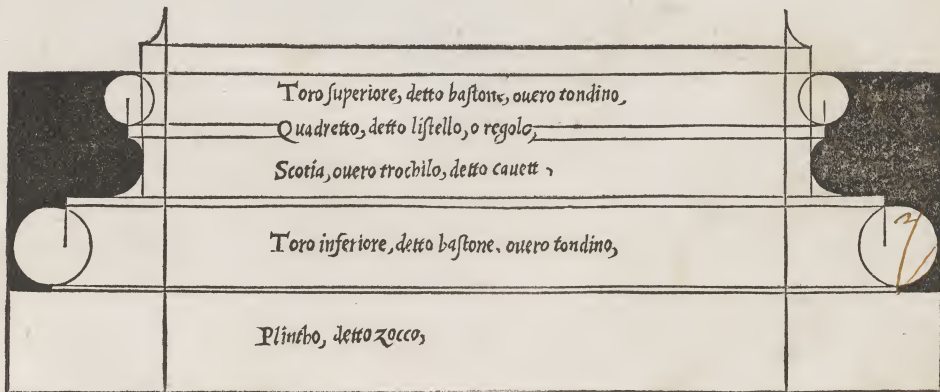 Toro ſuperiore, detto baſtone, ouero tondino,
Quadretto, detto liſtello, o regolo,
Scotia, ouero trochilo, detto cauett ,
Toro inferiore, detto baſtone, ouero tondino,
Plintho, detto zocco,